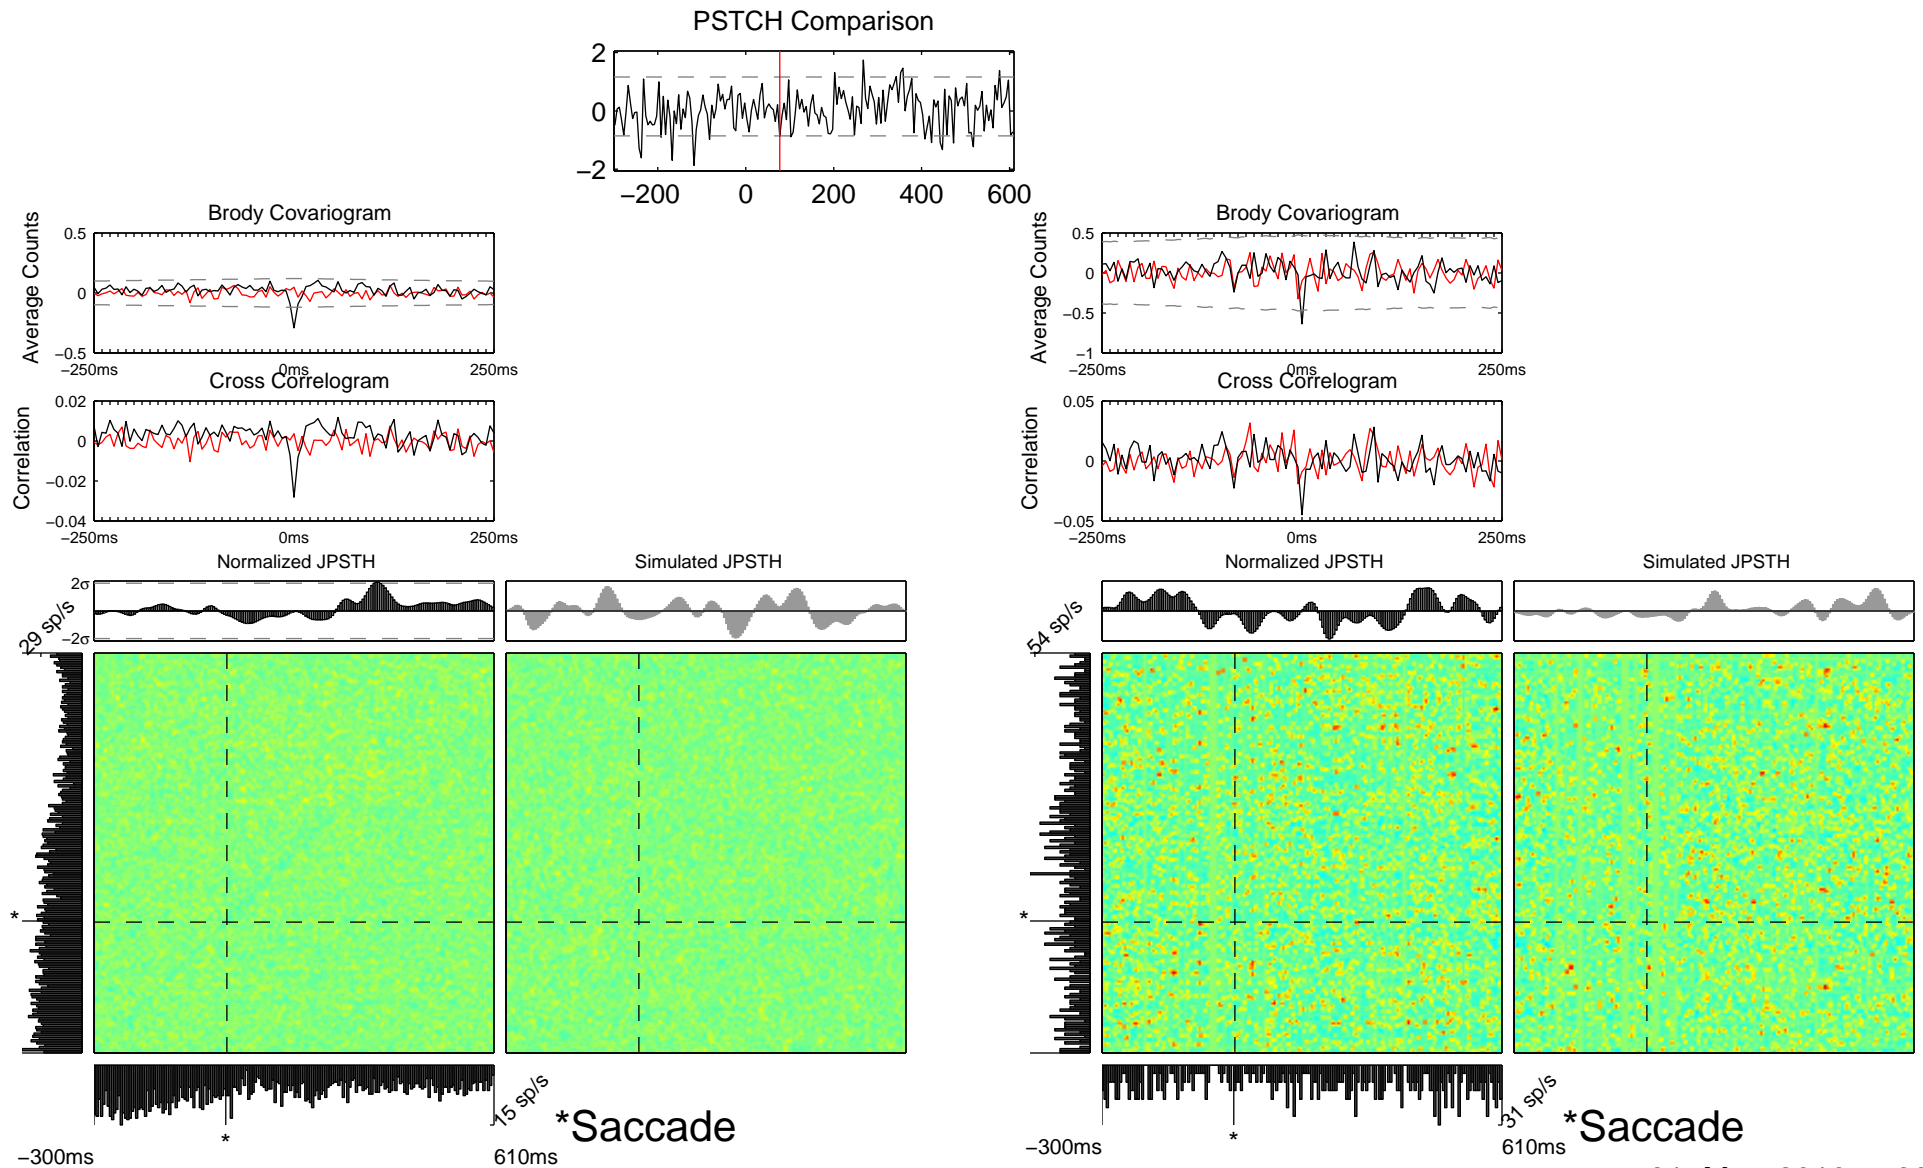 PSTCH Comparison
2
0
−2
−200 0 200 400 600
Brody Covariogram
Average Counts
0.5
0
−0.5
−250ms 0ms 250ms
Cross Correlogram
Correlation
0.02
0
−0.02
−0.04
−250ms 0ms 250ms
Normalized JPSTH
Simulated JPSTH
2σ
−2σ
29 sp/s
*
15 sp/s
*
*Saccade
−300ms
610ms
Brody Covariogram
Average Counts
0.5
0
−0.5
−1
−250ms 0ms 250ms
Cross Correlogram
Correlation
0.05
0
−0.05
−250ms 0ms 250ms
Normalized JPSTH
Simulated JPSTH
54 sp/s
*
31 sp/s
*
*Saccade
−300ms
610ms